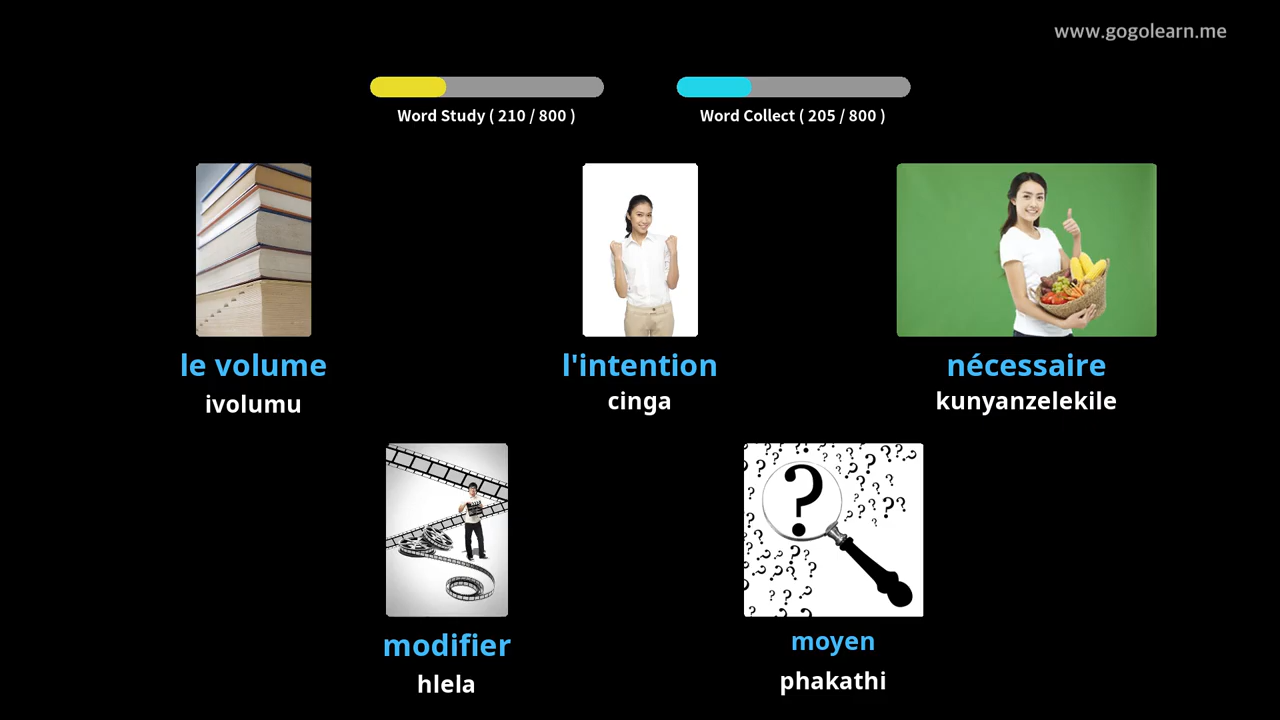 www.gogolearn.me
Word Study ( 210 / 800 )
Word Collect ( 205 / 800 )
le volume
ivolumu
l'intention
cinga
nécessaire
kunyanzelekile
modifier
hlela
moyen
phakathi